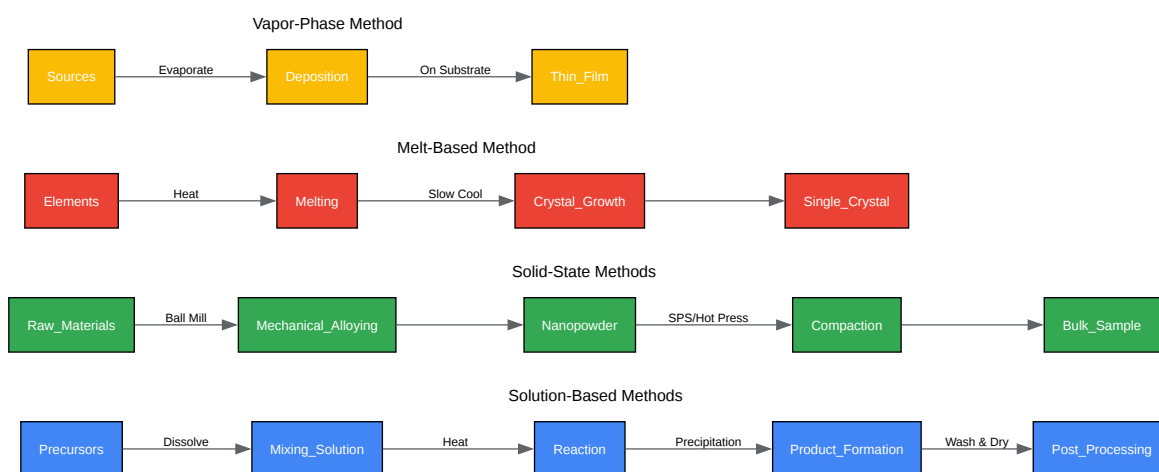 Vapor-Phase Method
Sources
Evaporate
Deposition
On Substrate
Thin_Film
Melt-Based Method
Elements
Heat
Melting
Slow Cool
Crystal_Growth
Single_Crystal
Solid-State Methods
Raw_Materials
Ball Mill
Mechanical_Alloying
Nanopowder
SPS/Hot Press
Compaction
Bulk_Sample
Solution-Based Methods
Precursors
Dissolve
Mixing_Solution
Heat
Reaction
Precipitation
Product_Formation
Wash & Dry
Post_Processing